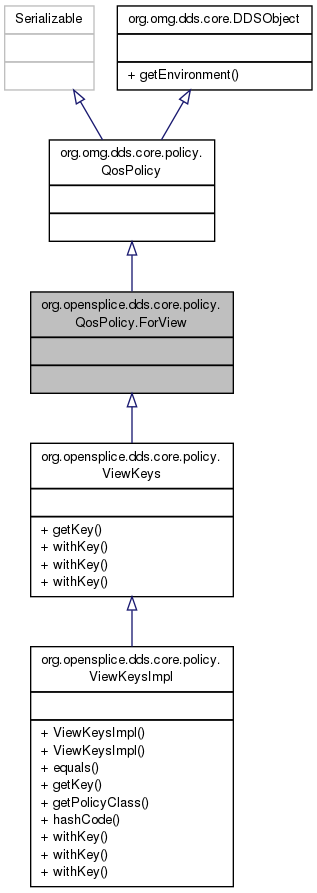 Serializable
org.omg.dds.core.DDSObject
+ getEnvironment()
org.omg.dds.core.policy.
QosPolicy
org.opensplice.dds.core.policy.
QosPolicy.ForView
org.opensplice.dds.core.policy.
ViewKeys
+ getKey()
+ withKey()
+ withKey()
+ withKey()
org.opensplice.dds.core.policy.
ViewKeysImpl
+ ViewKeysImpl()
+ ViewKeysImpl()
+ equals()
+ getKey()
+ getPolicyClass()
+ hashCode()
+ withKey()
+ withKey()
+ withKey()